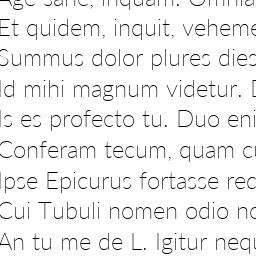 Age sane, inquam. Omnia
Et quidem, inquit, veheme
Summus dolor plures dies
Id mihi magnum videtur. D
Is es profecto tu. Duo eni
Conferam tecum, quam cu
Ipse Epicurus fortasse red
Cui Tubuli nomen odio no
An tu me de L. Igitur nequ